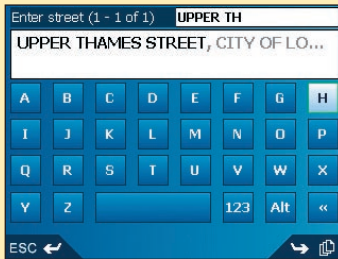 Enter street (1 - 1 of 1) UPPER TH
UPPER THAMES STREET, CITY OF LO...
A B C D E F G H
I J K L M N O P
Q R S T U V W X
Y Z 123 Alt «
ESC